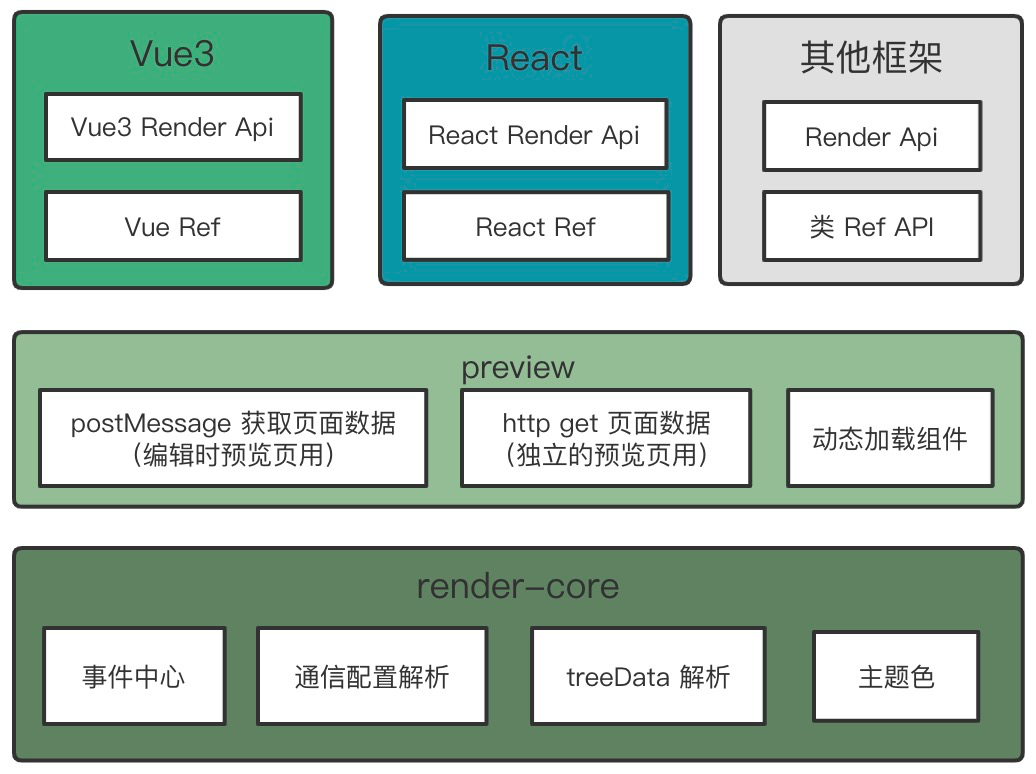 Vue3
Vue3 Render Api
Vue Ref
React
React Render Api
React Ref
其他框架
Render Api
类 Ref API
preview
postMessage 获取页面数据
（编辑时预览页用）
http get 页面数据
（独立的预览页用）
动态加载组件
render-core
事件中心
通信配置解析
treeData 解析
主题色